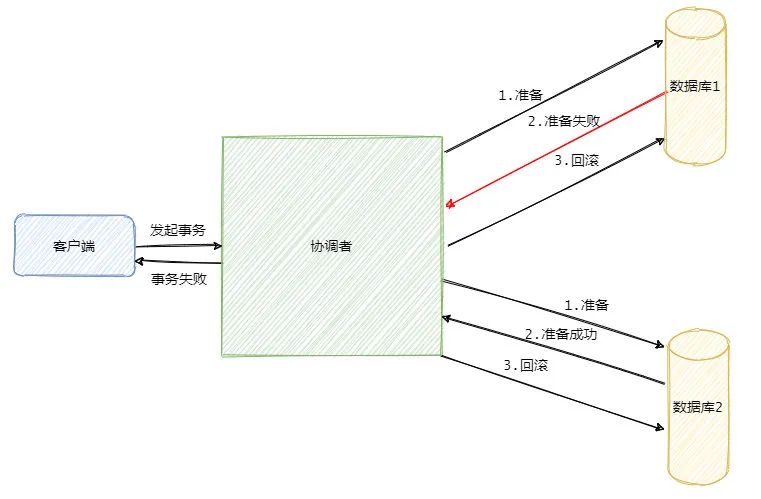 数据库1
1.准备
2.准备失败
3.回滚
发起事务
客户端
协调者
事务失败
1.准备
2.准备成功
3.回滚
数据库2